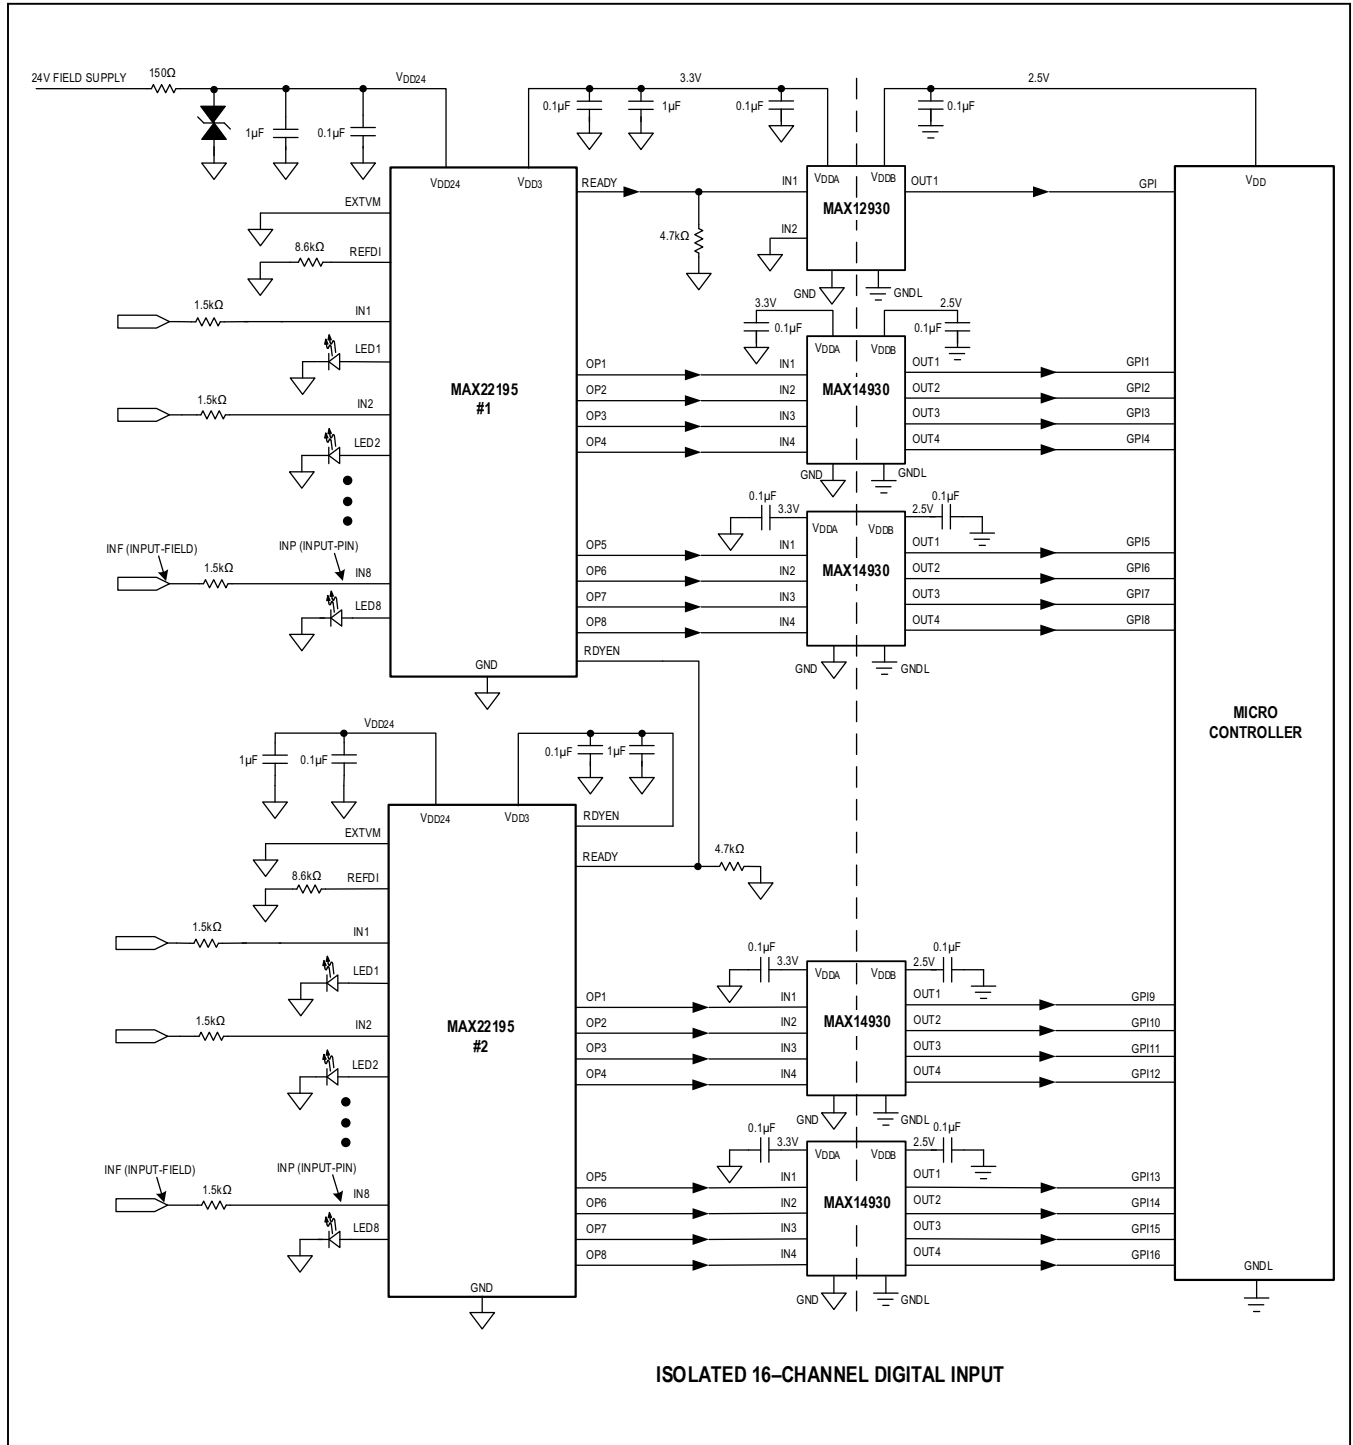 24V FIELD SUPPLY
150Ω
VDD24
3.3V
2.5V
1µF
0.1µF
0.1µF
1µF
0.1µF
0.1µF
VDD24
VDD3
READY
IN1
VDDA
VDDB
OUT1
GPI
VDD
EXTVM
MAX12930
8.6kΩ
REFDI
4.7kΩ
IN2
GND
GNDL
1.5kΩ
IN1
3.3V
2.5V
0.1µF
0.1µF
LED1
VDDA
VDDB
MAX22195
#1
OP1
IN1
MAX14930
OUT1
GPI1
1.5kΩ
IN2
OP2
IN2
OUT2
GPI2
OP3
IN3
OUT3
GPI3
LED2
OP4
IN4
OUT4
GPI4
GND
GNDL
0.1µF
3.3V
2.5V
0.1µF
VDDA
VDDB
INF (INPUT-FIELD)
INP (INPUT-PIN)
1.5kΩ
IN8
OP5
IN1
OUT1
GPI5
OP6
IN2
MAX14930
OUT2
GPI6
LED8
OP7
IN3
OUT3
GPI7
OP8
IN4
OUT4
GPI8
RDYEN
GND
GND
GNDL
MICRO
CONTROLLER
VDD24
1µF
0.1µF
0.1µF
1µF
VDD24
VDD3
RDYEN
EXTVM
READY
4.7kΩ
8.6kΩ
REFDI
1.5kΩ
IN1
0.1µF
3.3V
2.5V
0.1µF
LED1
VDDA
VDDB
MAX22195
#2
OP1
IN1
OUT1
GPI9
1.5kΩ
IN2
OP2
IN2
MAX14930
OUT2
GPI10
OP3
IN3
OUT3
GPI11
LED2
OP4
IN4
OUT4
GPI12
GND
GNDL
0.1µF
3.3V
2.5V
0.1µF
VDDA
VDDB
INF (INPUT-FIELD)
INP (INPUT-PIN)
1.5kΩ
IN8
OP5
IN1
OUT1
GPI13
OP6
IN2
MAX14930
OUT2
GPI14
LED8
OP7
IN3
OUT3
GPI15
OP8
IN4
OUT4
GPI16
GND
GND
GNDL
GNDL
ISOLATED 16–CHANNEL DIGITAL INPUT